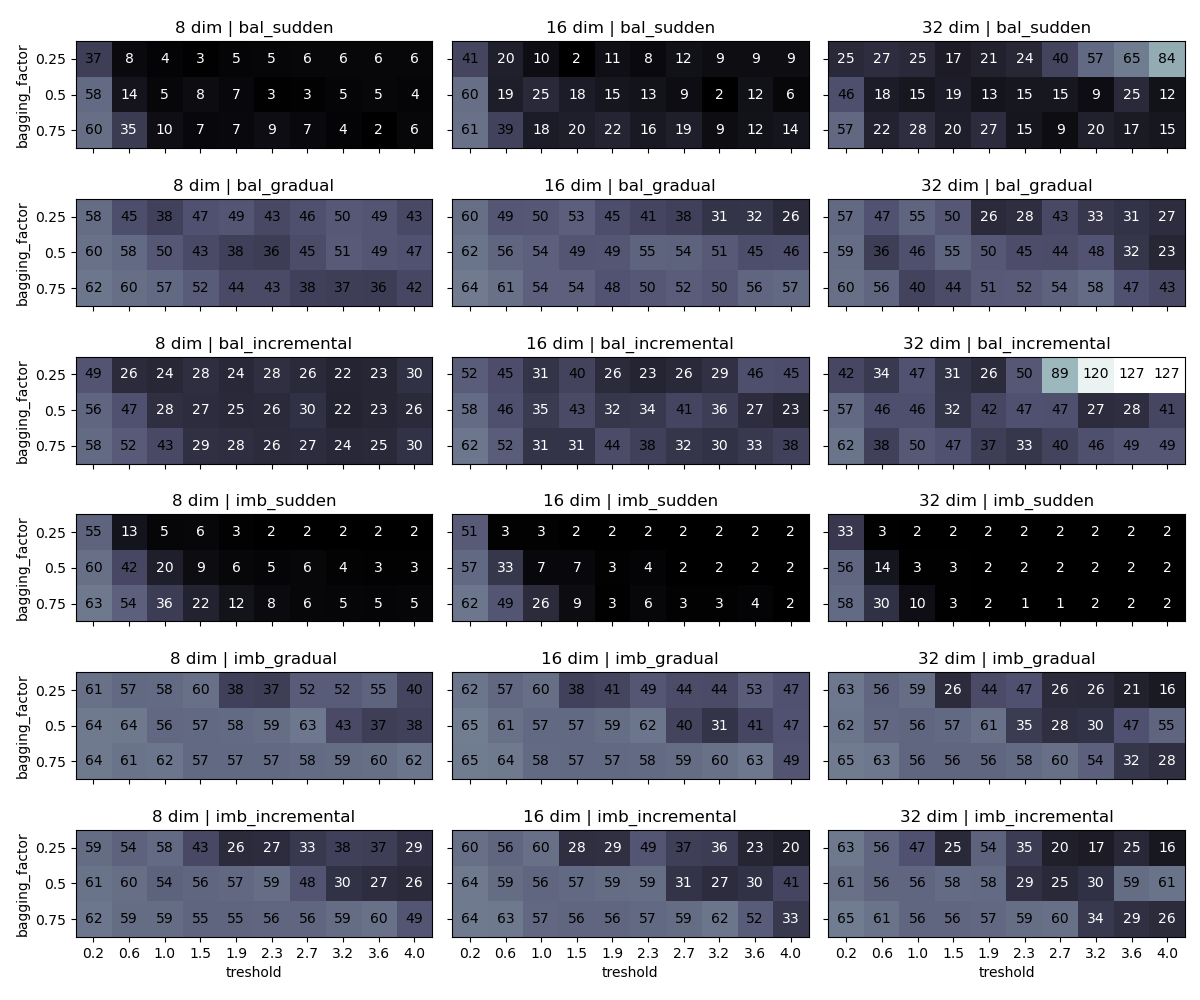 8 dim | bal_sudden 16 dim | bal_sudden 32 dim | bal_sudden
0.25 37 8 4 3 5 5 6 6 6 6 41 20 10 2 11 8 12 9 9 9 25 27 25 17 21 24 40 57 65 84
0.5 58 14 5 8 7 3 3 5 5 4 60 19 25 18 15 13 9 2 12 6 46 18 15 19 13 15 15 9 25 12
0.75 60 35 10 7 7 9 7 4 2 6 61 39 18 20 22 16 19 9 12 14 57 22 28 20 27 15 9 20 17 15
bagging_factor
8 dim | bal_gradual 16 dim | bal_gradual 32 dim | bal_gradual
0.25 58 45 38 47 49 43 46 50 49 43 60 49 50 53 45 41 38 31 32 26 57 47 55 50 26 28 43 33 31 27
0.5 60 58 50 43 38 36 45 51 49 47 62 56 54 49 49 55 54 51 45 46 59 36 46 55 50 45 44 48 32 23
0.75 62 60 57 52 44 43 38 37 36 42 64 61 54 54 48 50 52 50 56 57 60 56 40 44 51 52 54 58 47 43
bagging_factor
8 dim | bal_incremental 16 dim | bal_incremental 32 dim | bal_incremental
0.25 49 26 24 28 24 28 26 22 23 30 52 45 31 40 26 23 26 29 46 45 42 34 47 31 26 50 89 120 127 127
0.5 56 47 28 27 25 26 30 22 23 26 58 46 35 43 32 34 41 36 27 23 57 46 46 32 42 47 47 27 28 41
0.75 58 52 43 29 28 26 27 24 25 30 62 52 31 31 44 38 32 30 33 38 62 38 50 47 37 33 40 46 49 49
bagging_factor
8 dim | imb_sudden 16 dim | imb_sudden 32 dim | imb_sudden
0.25 55 13 5 6 3 2 2 2 2 2 51 3 3 2 2 2 2 2 2 2 33 3 2 2 2 2 2 2 2 2
0.5 60 42 20 9 6 5 6 4 3 3 57 33 7 7 3 4 2 2 2 2 56 14 3 3 2 2 2 2 2 2
0.75 63 54 36 22 12 8 6 5 5 5 62 49 26 9 3 6 3 3 4 2 58 30 10 3 2 1 1 2 2 2
bagging_factor
8 dim | imb_gradual 16 dim | imb_gradual 32 dim | imb_gradual
0.25 61 57 58 60 38 37 52 52 55 40 62 57 60 38 41 49 44 44 53 47 63 56 59 26 44 47 26 26 21 16
0.5 64 64 56 57 58 59 63 43 37 38 65 61 57 57 59 62 40 31 41 47 62 57 56 57 61 35 28 30 47 55
0.75 64 61 62 57 57 57 58 59 60 62 65 64 58 57 57 58 59 60 63 49 65 63 56 56 58 60 54 54 32 28
bagging_factor
8 dim | imb_incremental 16 dim | imb_incremental 32 dim | imb_incremental
0.25 59 54 58 43 26 27 33 38 37 29 60 56 60 28 29 49 37 36 23 20 63 56 47 25 54 35 20 17 25 16
0.5 61 60 54 56 57 59 48 30 27 26 64 59 56 57 59 59 31 27 30 41 61 56 56 58 58 29 25 30 59 61
0.75 62 59 59 55 55 56 56 59 60 49 64 63 57 56 56 57 59 62 52 33 65 61 56 56 57 59 60 34 29 26
bagging_factor
0.2 0.6 1.0 1.5 1.9 2.3 2.7 3.2 3.6 4.0 0.2 0.6 1.0 1.5 1.9 2.3 2.7 3.2 3.6 4.0 0.2 0.6 1.0 1.5 1.9 2.3 2.7 3.2 3.6 4.0
treshold treshold treshold